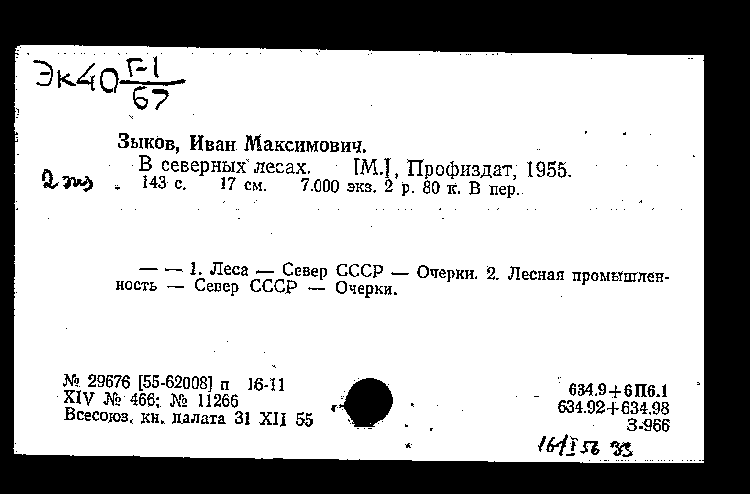 Эк40 Г-1
67
Зыков, Иван Максимович.
В северных лесах. [М.], Профиздат, 1955.
2 экз 143 с. 17 см. 7.000 экз. 2 р. 80 к. В пер.
— — 1. Леса — Север СССР — Очерки. 2. Лесная промышлен-
ность — Север СССР — Очерки.
№ 29676 [55-62008] п 16-11
XIV № 466; № 11266
Всесоюз. кн. палата 31 XII 55
634.9+6П6.1
634.92+634.98
З-966
16/I 56